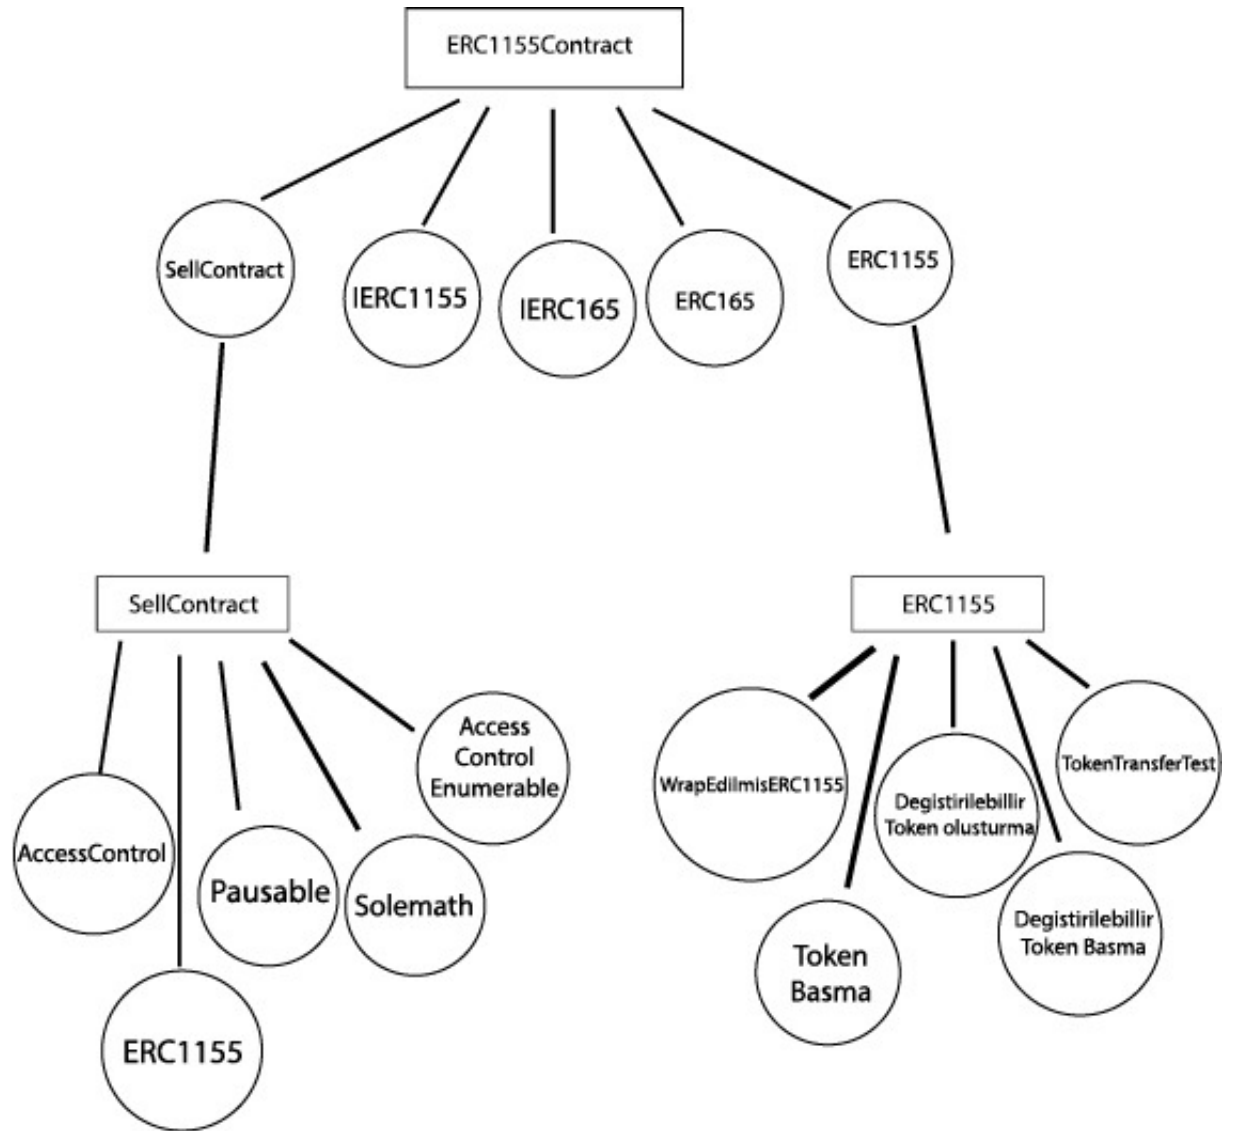 ERC1155Contract
SellContract
IERC1155
IERC165
ERC165
ERC1155
SellContract
ERC1155
AccessControl
ERC1155
Pausable
Solemath
Access
Control
Enumerable
WrapEdilmisERC1155
Token
Basma
Degistirilebillir
Token olusturma
Degistirilebillir
Token Basma
TokenTransferTest